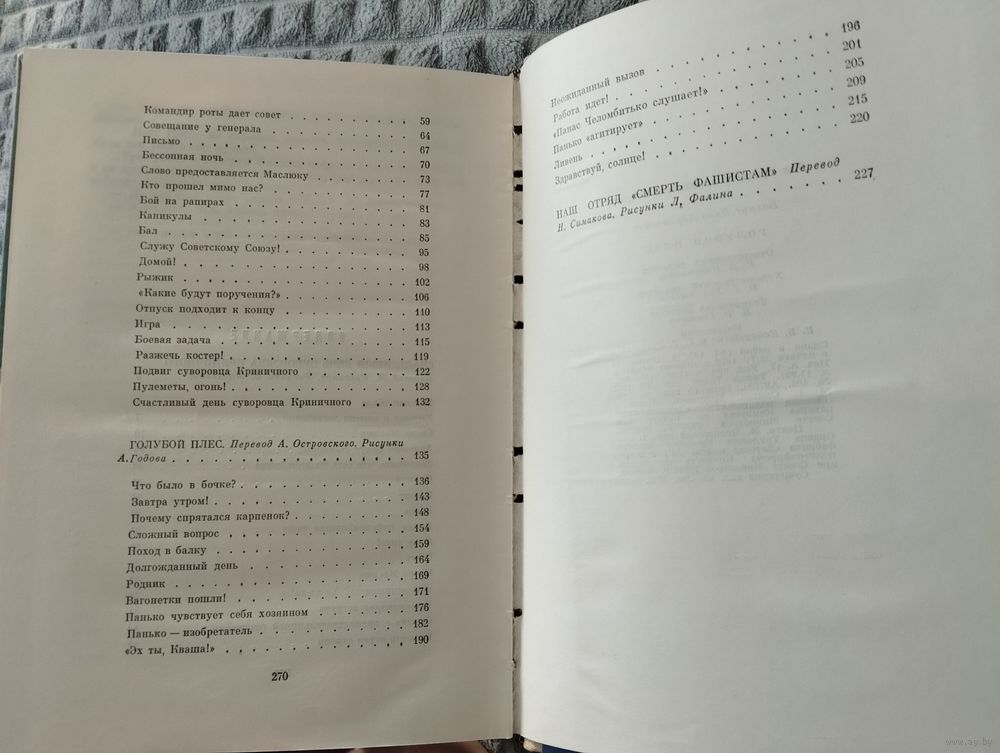 Командир роты дает совет . . . . . . . . . 59
Совещание у генерала . . . . . . . . . . 64
Письмо . . . . . . . . . . . . . . . 67
Бессонная ночь . . . . . . . . . . . . 70
Слово предоставляется Маслюку . . . . . . . 73
Кто прошел мимо нас? . . . . . . . . . . 77
Бой на рапирах . . . . . . . . . . . . 81
Каникулы . . . . . . . . . . . . . . 83
Бал . . . . . . . . . . . . . . . . 85
Служу Советскому Союзу! . . . . . . . . . 95
Домой! . . . . . . . . . . . . . . . 98
Рыжик . . . . . . . . . . . . . . . 102
«Какие будут поручения?» . . . . . . . . . 106
Отпуск подходит к концу . . . . . . . . . 110
Игра . . . . . . . . . . . . . . . . 113
Боевая задача . . . . . . . . . . . . . 115
Разжечь костер! . . . . . . . . . . . . 119
Подвиг суворовца Криничного . . . . . . . . 122
Пулеметы, огонь! . . . . . . . . . . . . 128
Счастливый день суворовца Криничного . . . . 132
ГОЛУБОЙ ПЛЕС. Перевод А. Островского. Рисунки
А. Годова . . . . . . . . . . . . . . . 135
Что было в бочке? . . . . . . . . . . . 136
Завтра утром! . . . . . . . . . . . . . 143
Почему спрятался карпенок? . . . . . . . . 148
Сложный вопрос . . . . . . . . . . . . 154
Поход в балку . . . . . . . . . . . . . 159
Долгожданный день . . . . . . . . . . . 164
Родник . . . . . . . . . . . . . . . 169
Вагонетки пошли! . . . . . . . . . . . . 171
Панько чувствует себя хозяином . . . . . . 176
Панько — изобретатель . . . . . . . . . . 182
«Эх ты, Кваша!» . . . . . . . . . . . . 190
270
Неожиданный вызов . . . . . . . . . . . 196
Работа идет! . . . . . . . . . . . . . 201
«Панас Челомбитько слушает!» . . . . . . . 205
Панько «агитирует» . . . . . . . . . . . 209
Ливень . . . . . . . . . . . . . . . 215
Здравствуй, солнце! . . . . . . . . . . . 220
НАШ ОТРЯД «СМЕРТЬ ФАШИСТАМ» Перевод
Н. Симакова. Рисунки Л. Фалина . . . . . . . 227
www.ay.by